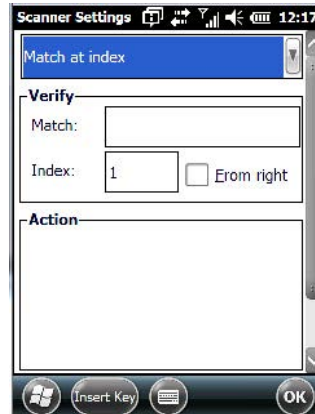 Scanner Settings 12:17
Match at index
Verify
Match:
Index: 1 From right
Action
Insert Key OK